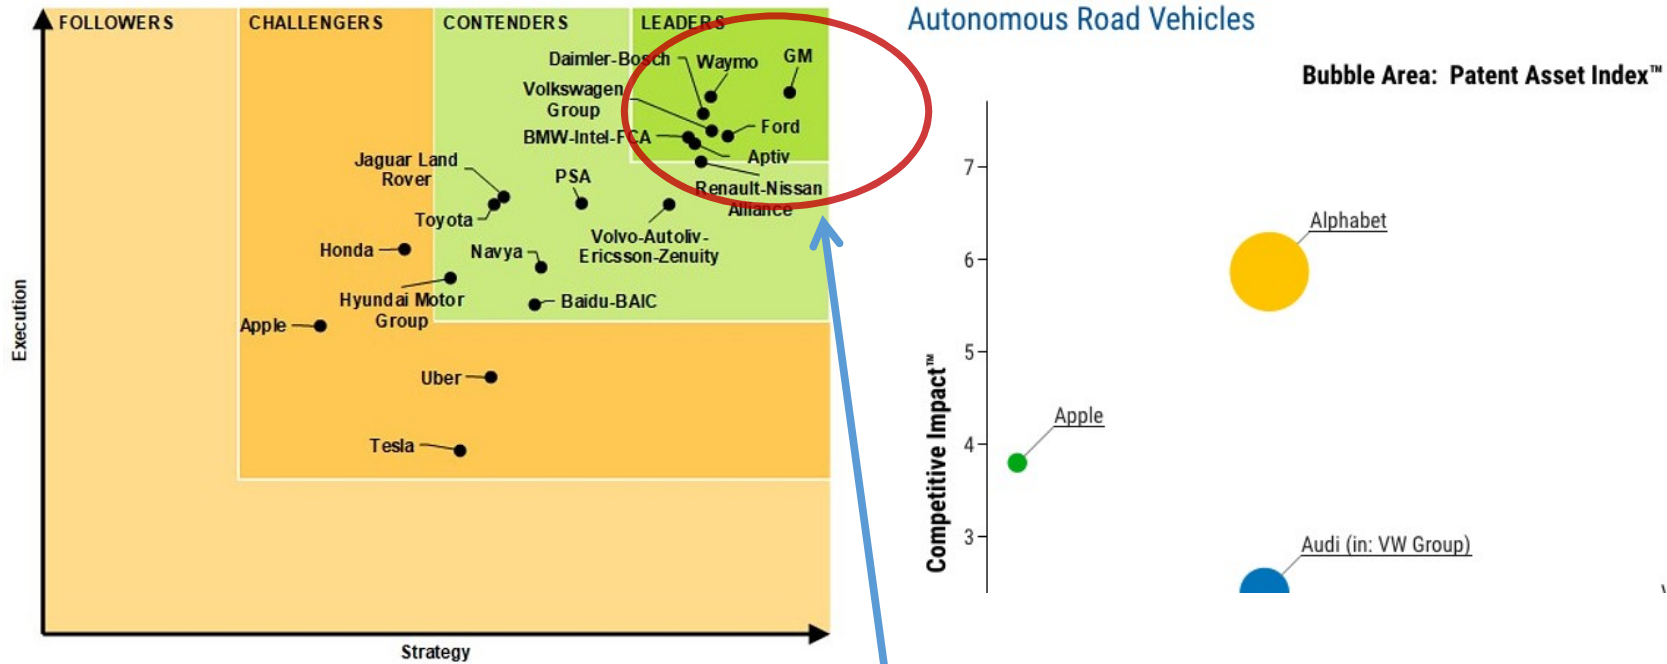 FOLLOWERS
CHALLENGERS
CONTENDERS
LEADERS
Daimler-Bosch
Waymo
GM
Volkswagen
Group
Ford
BMW-Intel-FCA
Aptiv
Jaguar Land
Rover
PSA
Renault-Nissan
Alliance
Toyota
Volvo-Autoliv-
Ericsson-Zenuity
Honda
Navya
Hyundai Motor
Group
Baidu-BAIC
Apple
Uber
Tesla
Execution
Strategy
Autonomous Road Vehicles
Bubble Area: Patent Asset Index™
7
6
5
4
3
Competitive Impact™
Alphabet
Apple
Audi (in: VW Group)